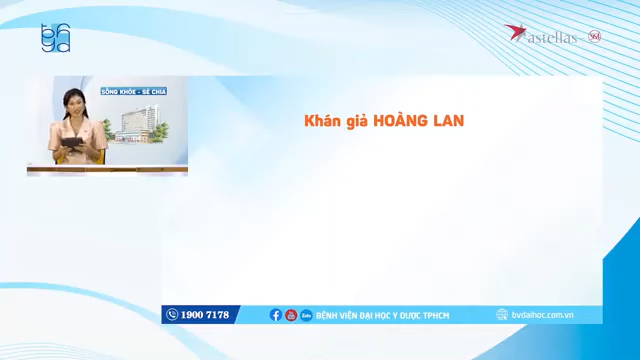 astellas
SỐNG KHỎE - SẺ CHIA
Khán giả HOÀNG LAN
1900 7178
Zalo
BỆNH VIỆN ĐẠI HỌC Y DƯỢC TPHCM
bvdaihoc.com.vn